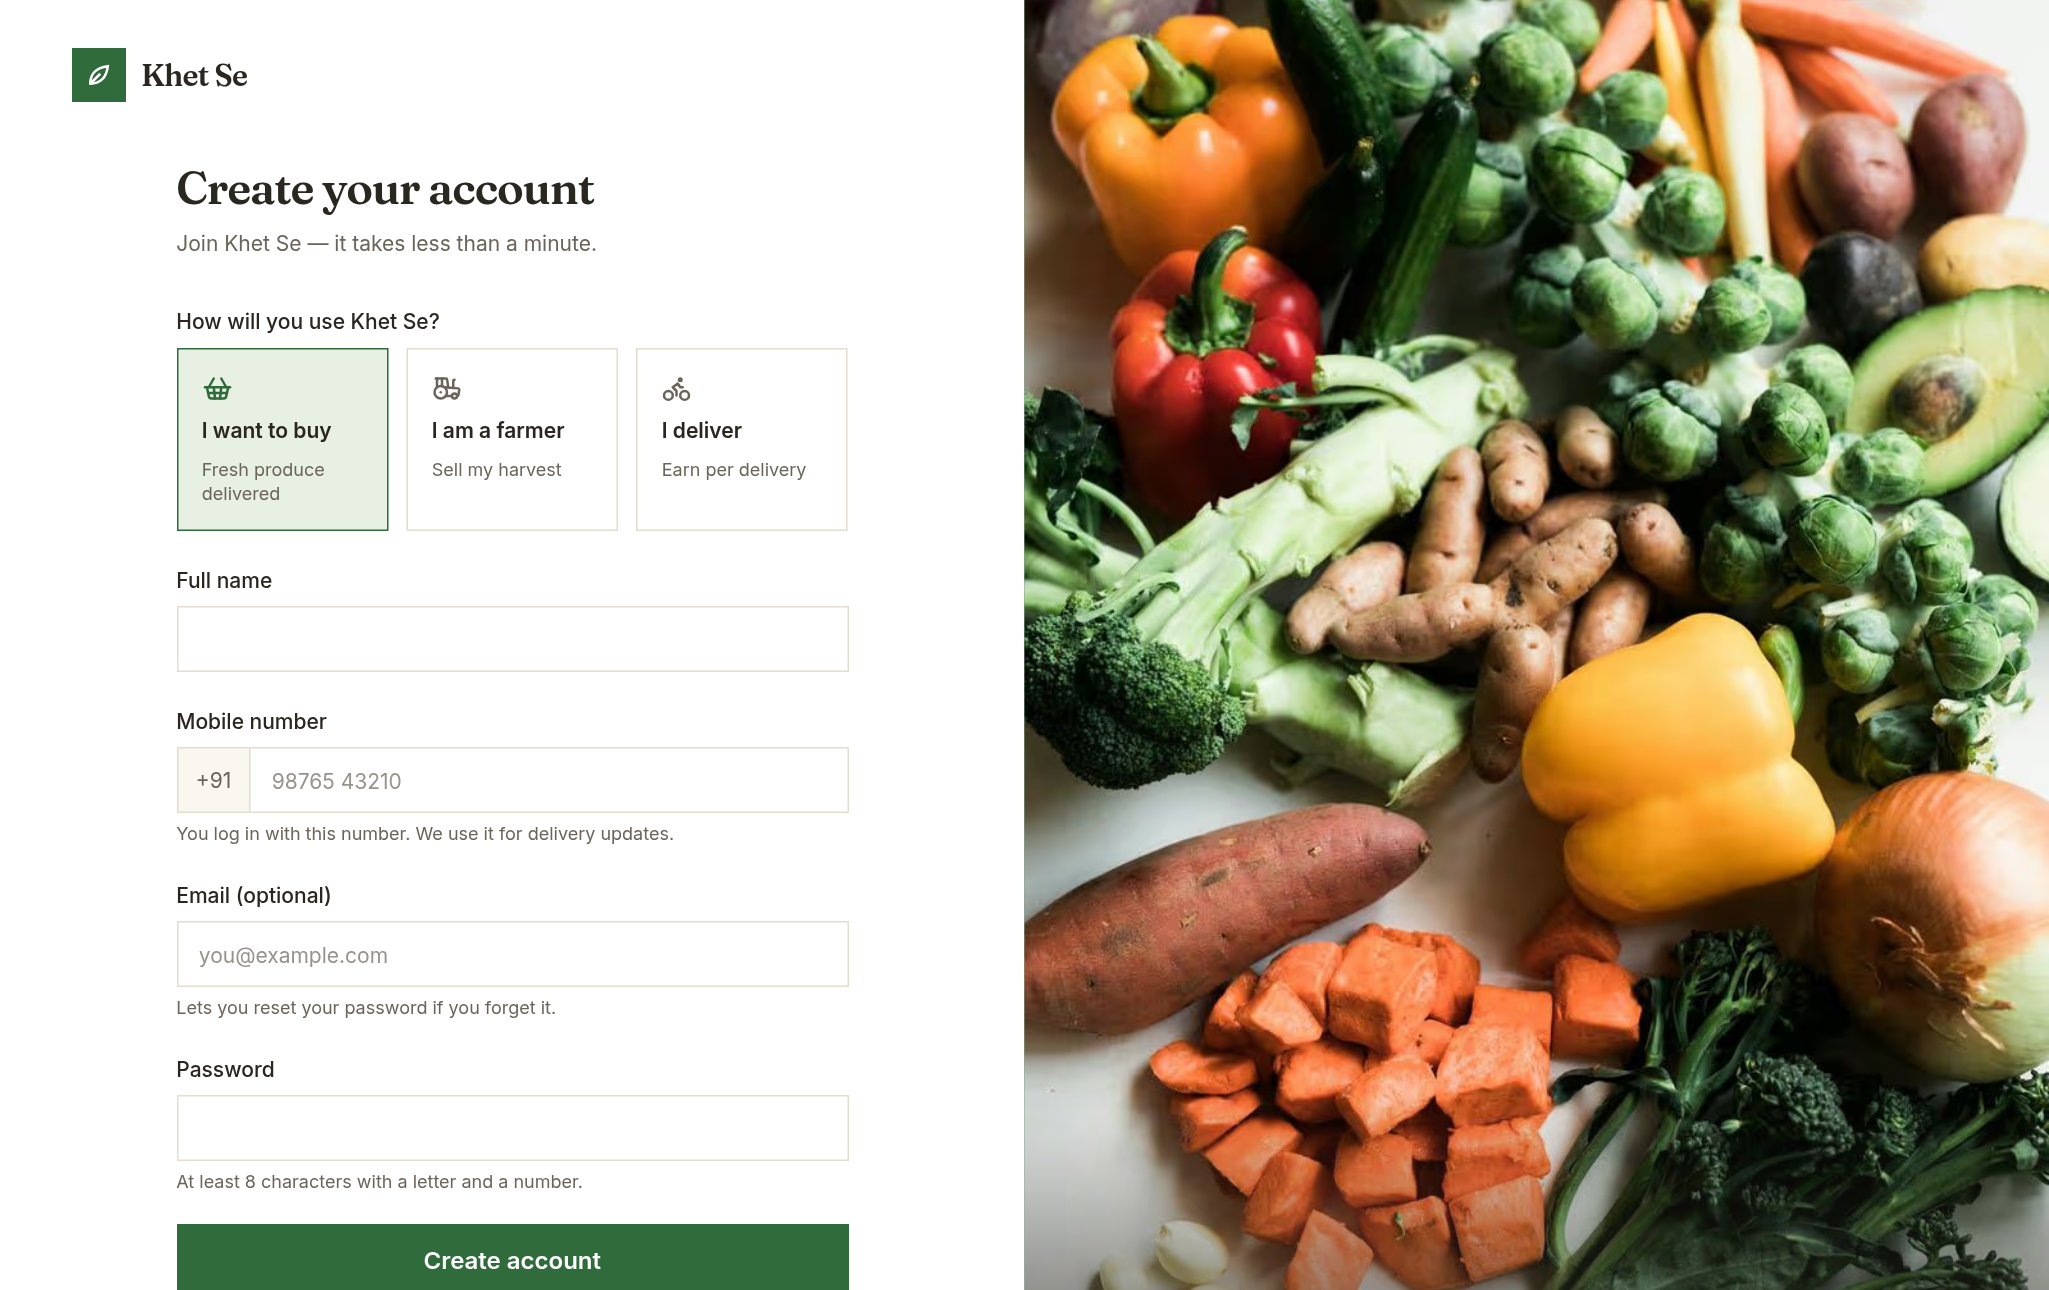 Khet Se
Create your account
Join Khet Se — it takes less than a minute.
How will you use Khet Se?
I want to buy
Fresh produce
delivered
I am a farmer
Sell my harvest
I deliver
Earn per delivery
Full name
Mobile number
+91
98765 43210
You log in with this number. We use it for delivery updates.
Email (optional)
you@example.com
Lets you reset your password if you forget it.
Password
At least 8 characters with a letter and a number.
Create account